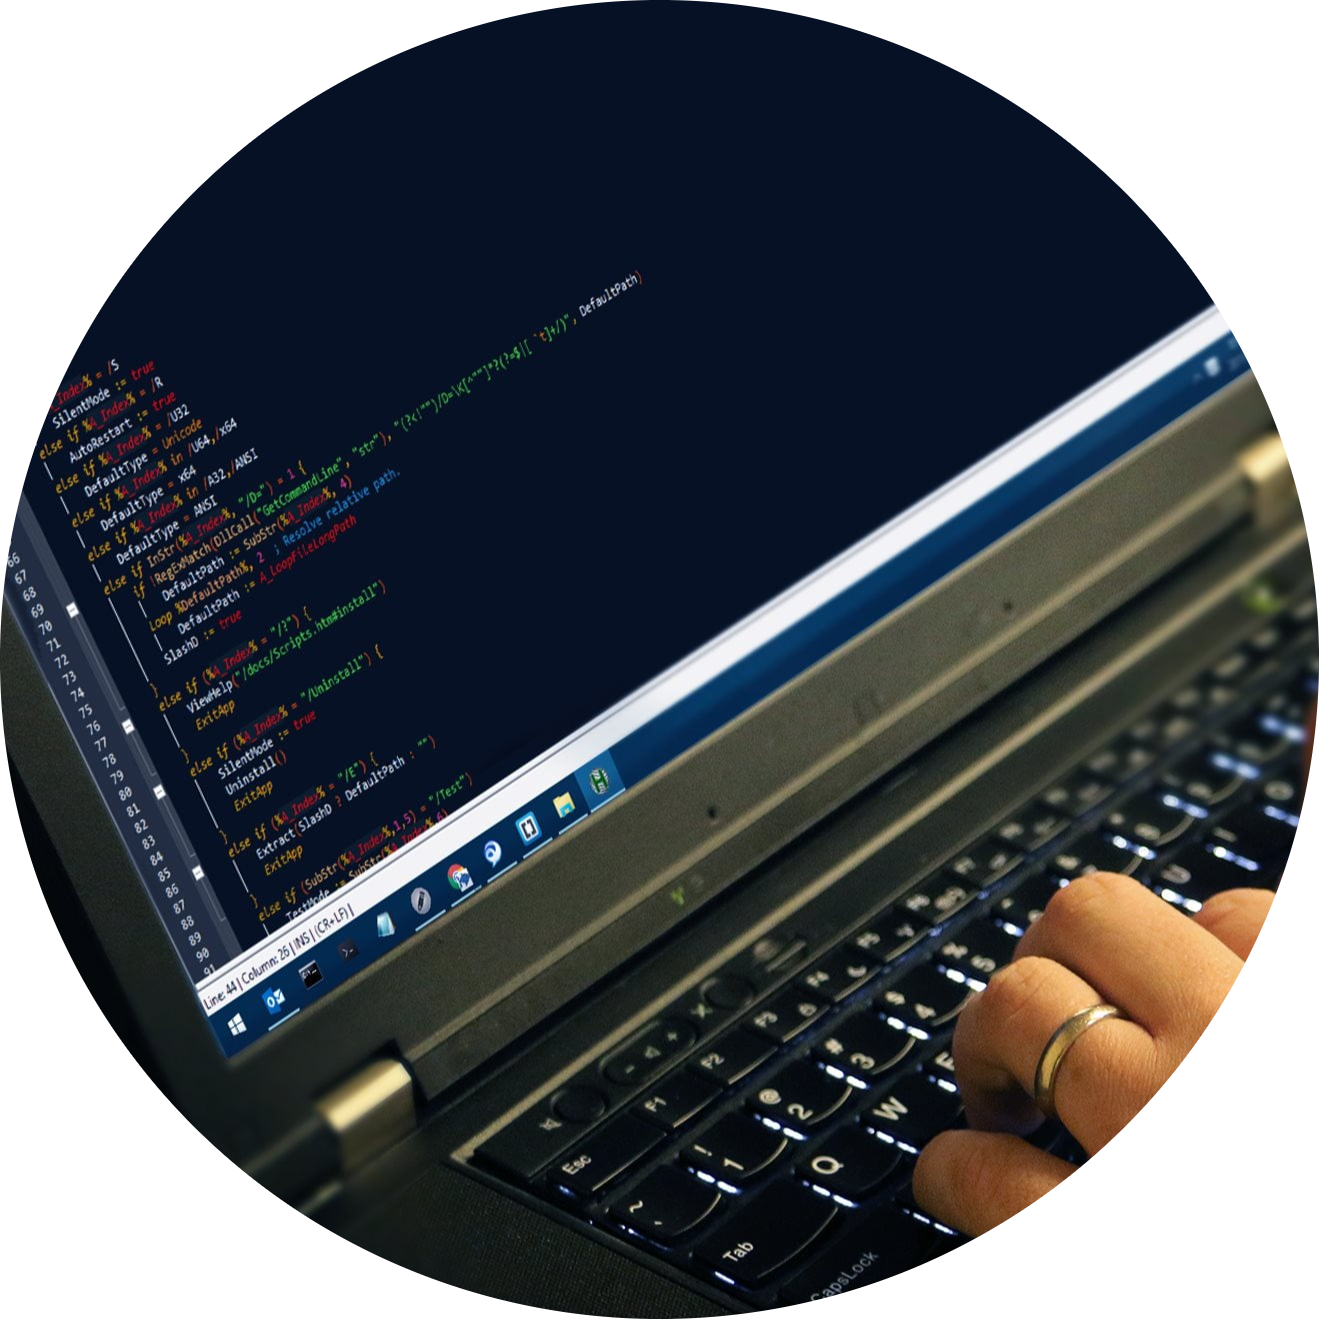 _Index% = /S
SilentMode := true
else if %A_Index% = /R
AutoRestart := true
else if %A_Index% = /U32
DefaultType = Unicode
else if %A_Index% in /U64,/x64
DefaultType = x64
else if %A_Index% in /A32,/ANSI
DefaultType = ANSI
else if InStr(%A_Index%, "/D=") = 1 {
if !RegExMatch(DllCall("GetCommandLine", "str"), "(?<!"")/D=\K[^""]*?(?=$|[ `t]+/)", DefaultPath)
DefaultPath := SubStr(%A_Index%, 4)
Loop %DefaultPath%, 2 ; Resolve relative path.
DefaultPath := A_LoopFileLongPath
SlashD := true
}
else if (%A_Index% = "/?") {
ViewHelp("/docs/Scripts.htm#install")
ExitApp
}
else if (%A_Index% = "/Uninstall") {
SilentMode := true
Uninstall()
ExitApp
}
else if (%A_Index% = "/E") {
Extract(SlashD ? DefaultPath : "")
ExitApp
}
else if (SubStr(%A_Index%,1,5) = "/Test")
TestMode := SubStr(%A_Index%, 6)
66
67
68
69
70
71
72
73
74
75
76
77
78
79
80
81
82
83
84
85
86
87
88
89
90
91
Line: 44 | Column: 26 | INS | (CR+LF) |
Esc
F1
F2
F3
F4
F5
F6
~
`
!
1
@
2
#
3
$
4
%
5
Tab
Q
W
E
U
I
CapsLock